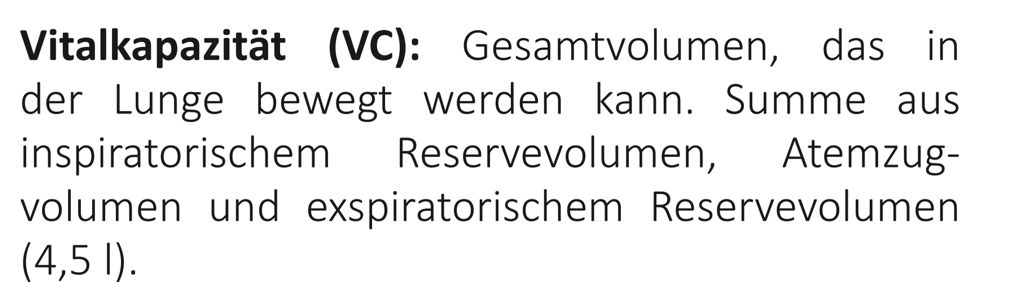 Vitalkapazität (VC): Gesamtvolumen, das in
der Lunge bewegt werden kann. Summe aus
inspiratorischem Reservevolumen, Atemzug-
volumen und exspiratorischem Reservevolumen
(4,5 l).